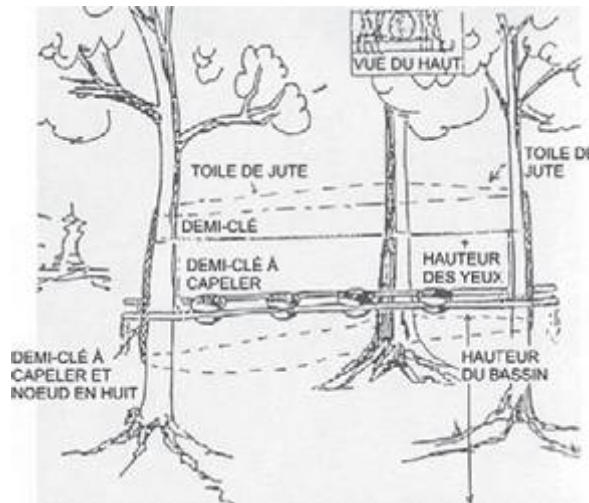 VUE DU HAUT
TOILE DE JUTE
TOILE DE
JUTE
DEMI-CLÉ
DEMI-CLÉ À
CAPELER
HAUTEUR
DES YEUX
DEMI-CLÉ À
CAPELER ET
NOEUD EN HUIT
HAUTEUR
DU BASSIN